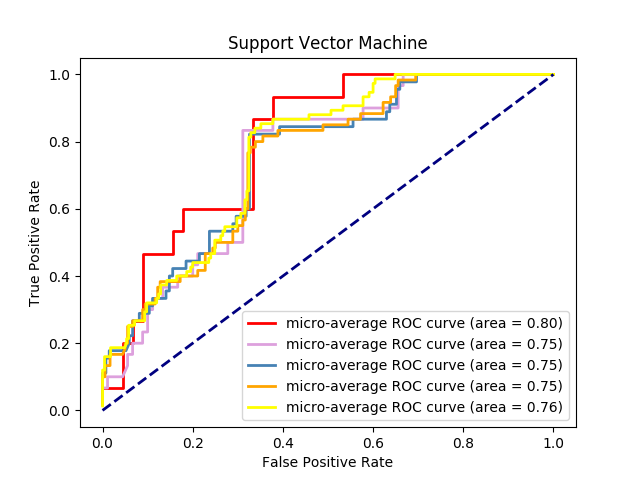 Support Vector Machine
True Positive Rate
1.0
0.8
0.6
0.4
0.2
0.0
micro-average ROC curve (area = 0.80)
micro-average ROC curve (area = 0.75)
micro-average ROC curve (area = 0.75)
micro-average ROC curve (area = 0.75)
micro-average ROC curve (area = 0.76)
0.0 0.2 0.4 0.6 0.8 1.0
False Positive Rate